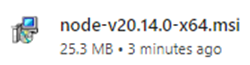 node-v20.14.0-x64.msi
25.3 MB • 3 minutes ago